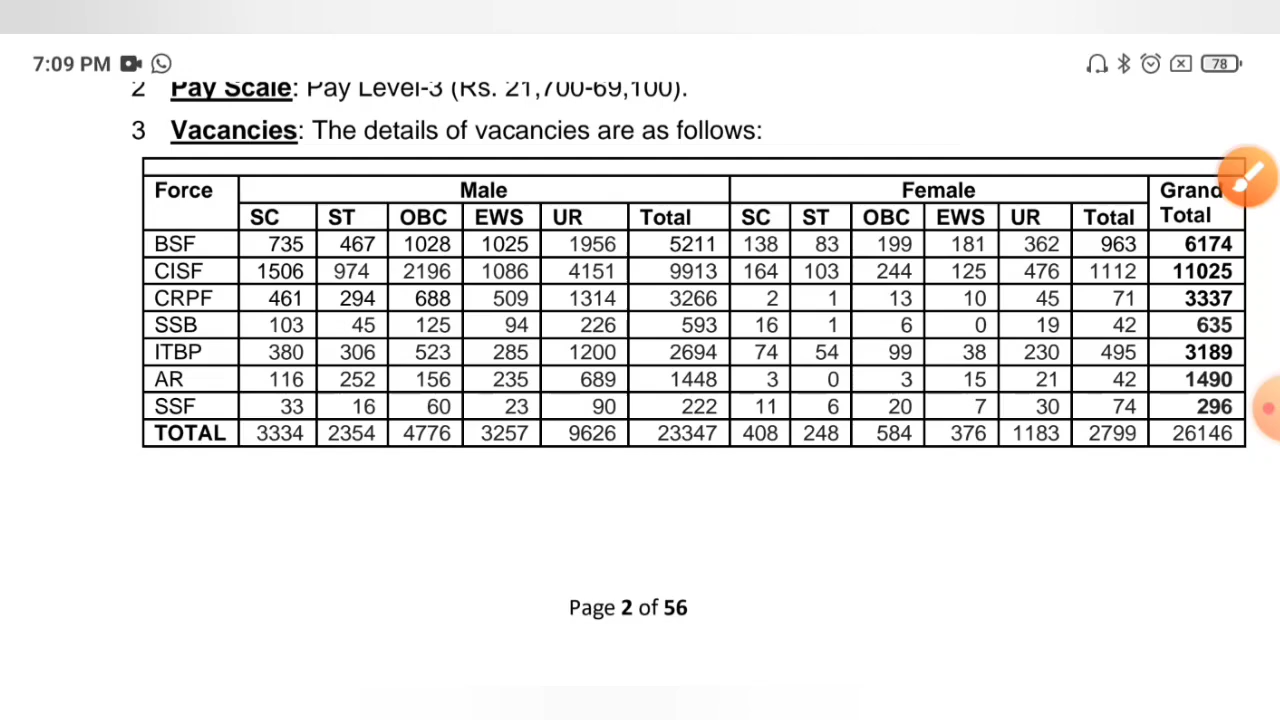 7:09 PM 78
2 Pay Scale: Pay Level-3 (Rs. 21,700-69,100).
3 Vacancies: The details of vacancies are as follows:
Force Male Female Grand Total
SC ST OBC EWS UR Total SC ST OBC EWS UR Total
BSF 735 467 1028 1025 1956 5211 138 83 199 181 362 963 6174
CISF 1506 974 2196 1086 4151 9913 164 103 244 125 476 1112 11025
CRPF 461 294 688 509 1314 3266 2 1 13 10 45 71 3337
SSB 103 45 125 94 226 593 16 1 6 0 19 42 635
ITBP 380 306 523 285 1200 2694 74 54 99 38 230 495 3189
AR 116 252 156 235 689 1448 3 0 3 15 21 42 1490
SSF 33 16 60 23 90 222 11 6 20 7 30 74 296
TOTAL 3334 2354 4776 3257 9626 23347 408 248 584 376 1183 2799 26146
Page 2 of 56